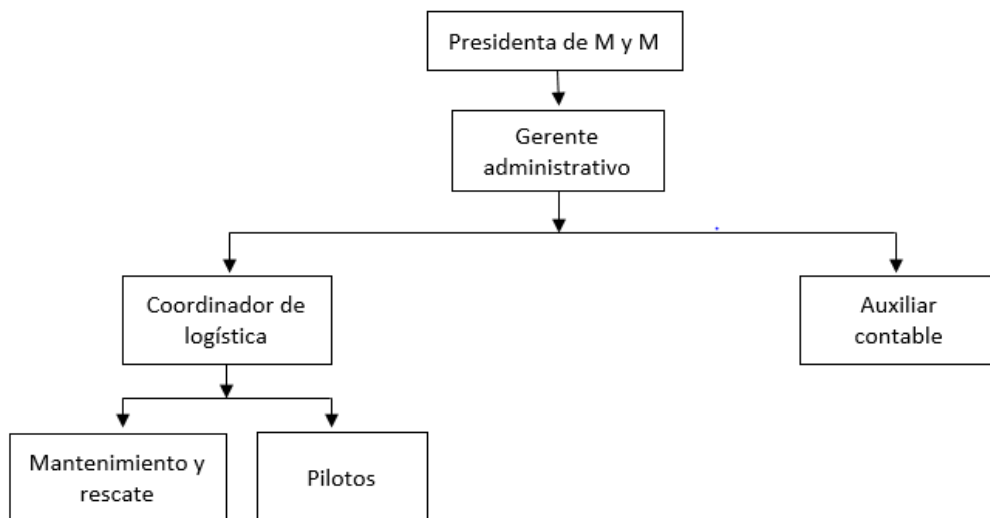 Presidenta de M y M
Gerente
administrativo
Coordinador de
logística
Auxiliar
contable
Mantenimiento y
rescate
Pilotos